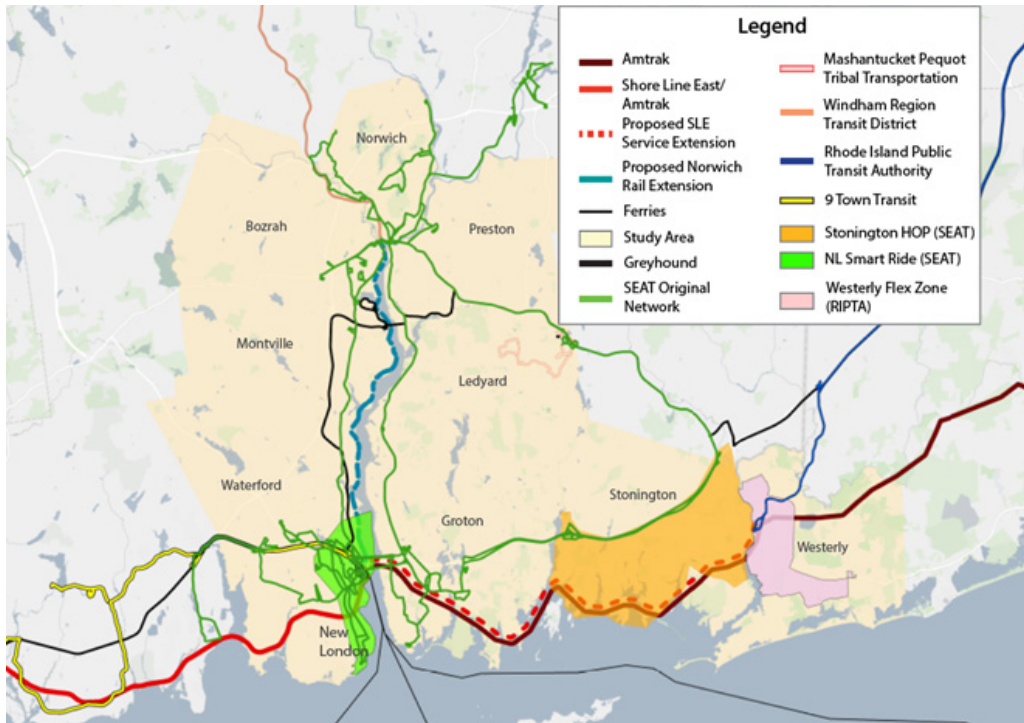 Legend
Amtrak
Shore Line East/
Amtrak
Proposed SLE
Service Extension
Proposed Norwich
Rail Extension
Ferries
Study Area
Greyhound
SEAT Original
Network
Mashantucket Pequot
Tribal Transportation
Windham Region
Transit District
Rhode Island Public
Transit Authority
9 Town Transit
Stonington HOP (SEAT)
NL Smart Ride (SEAT)
Westerly Flex Zone
(RIPTA)
Norwich
Bozrah
Preston
Montville
Ledyard
Waterford
Stonington
Groton
Westerly
New
London